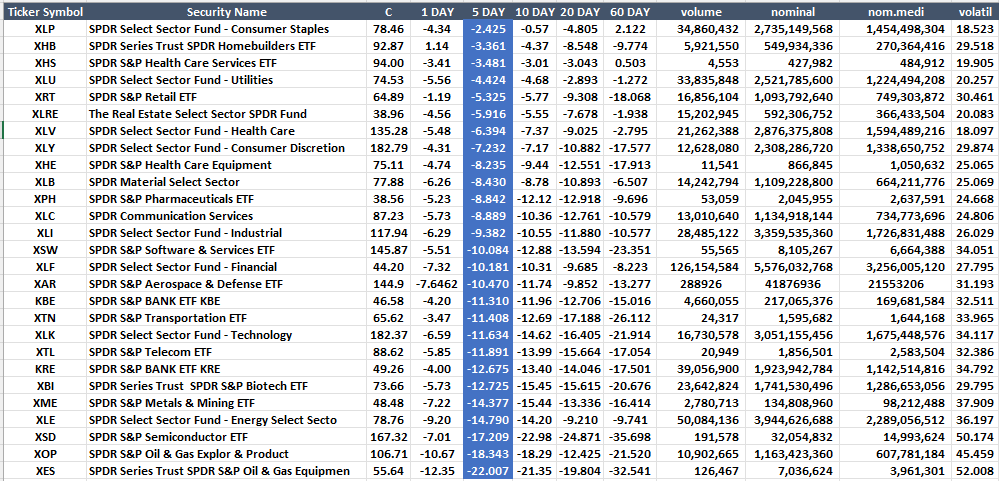 Ticker Symbol Security Name C 1 DAY 5 DAY 10 DAY 20 DAY 60 DAY volume nominal nom.medi volatil
XLP SPDR Select Sector Fund - Consumer Staples 78.46 -4.34 -2.425 -0.57 -4.805 2.122 34,860,432 2,735,149,568 1,454,498,304 18.523
XHB SPDR Series Trust SPDR Homebuilders ETF 92.87 1.14 -3.361 -4.37 -8.548 -9.774 5,921,550 549,934,336 270,364,416 29.518
XHS SPDR S&P Health Care Services ETF 94.00 -3.41 -3.481 -3.01 -3.043 0.503 4,553 427,982 484,912 19.905
XLU SPDR Select Sector Fund - Utilities 74.53 -5.56 -4.424 -4.68 -2.893 -1.272 33,835,848 2,521,785,600 1,224,494,208 20.257
XRT SPDR S&P Retail ETF 64.89 -1.19 -5.325 -5.77 -9.308 -18.068 16,856,104 1,093,792,640 749,303,872 30.461
XLRE The Real Estate Select Sector SPDR Fund 38.96 -4.56 -5.916 -5.55 -7.678 -1.938 15,202,945 592,306,752 366,433,504 20.083
XLV SPDR Select Sector Fund - Health Care 135.28 -5.48 -6.394 -7.37 -9.025 -2.795 21,262,388 2,876,375,808 1,594,489,216 18.097
XLY SPDR Select Sector Fund - Consumer Discretion 182.79 -4.31 -7.232 -7.17 -10.882 -17.577 12,628,080 2,308,286,720 1,338,650,752 29.874
XHE SPDR S&P Health Care Equipment 75.11 -4.74 -8.235 -9.44 -12.551 -17.913 11,541 866,845 1,050,632 25.065
XLB SPDR Material Select Sector 77.88 -6.26 -8.430 -8.78 -10.893 -6.507 14,242,794 1,109,228,800 664,211,776 25.069
XPH SPDR S&P Pharmaceuticals ETF 38.56 -5.23 -8.842 -12.12 -12.918 -9.696 53,059 2,045,955 2,637,591 24.668
XLC SPDR Communication Services 87.23 -5.73 -8.889 -10.36 -12.761 -10.579 13,010,640 1,134,918,144 734,773,696 24.806
XLI SPDR Select Sector Fund - Industrial 117.94 -6.29 -9.382 -10.55 -11.880 -10.577 28,485,122 3,359,535,360 1,726,831,488 26.029
XSW SPDR S&P Software & Services ETF 145.87 -5.51 -10.084 -12.88 -13.594 -23.351 55,565 8,105,267 6,664,388 34.051
XLF SPDR Select Sector Fund - Financial 44.20 -7.32 -10.181 -10.31 -9.685 -8.223 126,154,584 5,576,032,768 3,256,005,120 27.795
XAR SPDR S&P Aerospace & Defense ETF 144.9 -7.6462 -10.470 -11.74 -9.852 -13.277 288926 41876936 21553206 31.193
KBE SPDR S&P BANK ETF KBE 46.58 -4.20 -11.310 -11.96 -12.706 -15.016 4,660,055 217,065,376 169,681,584 32.511
XTN SPDR S&P Transportation ETF 65.62 -3.47 -11.408 -12.69 -17.188 -26.112 24,317 1,595,682 1,644,168 33.965
XLK SPDR Select Sector Fund - Technology 182.37 -6.59 -11.634 -14.62 -16.405 -21.914 16,730,578 3,051,155,456 1,675,448,576 34.117
XTL SPDR S&P Telecom ETF 88.62 -5.85 -11.891 -13.99 -15.664 -17.054 20,949 1,856,501 2,583,504 32.386
KRE SPDR S&P BANK ETF KRE 49.26 -4.00 -12.675 -13.40 -14.046 -17.501 39,056,900 1,923,942,784 1,142,514,816 34.792
XBI SPDR Series Trust SPDR S&P Biotech ETF 73.66 -5.73 -12.725 -15.45 -15.615 -20.676 23,642,824 1,741,530,496 1,286,653,056 29.795
XME SPDR S&P Metals & Mining ETF 48.48 -7.22 -14.377 -15.44 -13.336 -16.414 2,780,713 134,808,960 98,212,488 37.909
XLE SPDR Select Sector Fund - Energy Select Secto 78.76 -9.20 -14.790 -14.20 -9.210 -9.741 50,084,136 3,944,626,688 2,289,056,512 36.197
XSD SPDR S&P Semiconductor ETF 167.32 -7.01 -17.209 -22.98 -24.871 -35.698 191,578 32,054,832 14,993,624 50.174
XOP SPDR S&P Oil & Gas Explor & Product 106.71 -10.67 -18.343 -18.29 -12.425 -21.520 10,902,665 1,163,423,360 607,781,184 45.459
XES SPDR Series Trust SPDR S&P Oil & Gas Equipmen 55.64 -12.35 -22.007 -21.35 -19.804 -32.541 126,467 7,036,624 3,961,301 52.008